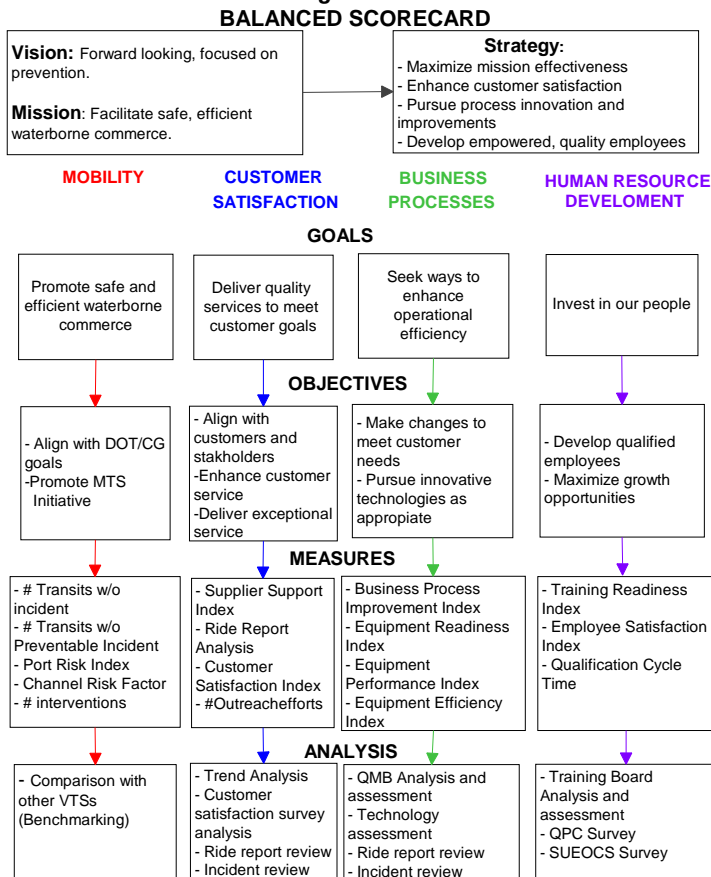 BALANCED SCORECARD
Vision: Forward looking, focused on
prevention.
Mission: Facilitate safe, efficient
waterborne commerce.
Strategy:
- Maximize mission effectiveness
- Enhance customer satisfaction
- Pursue process innovation and
improvements
- Develop empowered, quality employees
MOBILITY
CUSTOMER
SATISFACTION
BUSINESS
PROCESSES
HUMAN RESOURCE
DEVELOMENT
GOALS
Promote safe and
efficient waterborne
commerce
Deliver quality
services to meet
customer goals
Seek ways to
enhance
operational
efficiency
Invest in our people
OBJECTIVES
- Align with DOT/CG
goals
-Promote MTS
Initiative
- Align with
customers and
stakholders
-Enhance customer
service
-Deliver exceptional
service
- Make changes to
meet customer
needs
- Pursue innovative
technologies as
appropiate
- Develop qualified
employees
- Maximize growth
opportunities
MEASURES
- # Transits w/o
incident
- # Transits w/o
Preventable Incident
- Port Risk Index
- Channel Risk Factor
- # interventions
- Supplier Support
Index
- Ride Report
Analysis
- Customer
Satisfaction Index
- #Outreachefforts
- Business Process
Improvement Index
- Equipment Readiness
Index
- Equipment
Performance Index
- Equipment Efficiency
Index
- Training Readiness
Index
- Employee Satisfaction
Index
- Qualification Cycle
Time
ANALYSIS
- Comparison with
other VTSs
(Benchmarking)
- Trend Analysis
- Customer
satisfaction survey
analysis
- Ride report review
- Incident review
- QMB Analysis and
assessment
- Technology
assessment
- Ride report review
- Incident review
- Training Board
Analysis and
assessment
- QPC Survey
- SUEOCS Survey